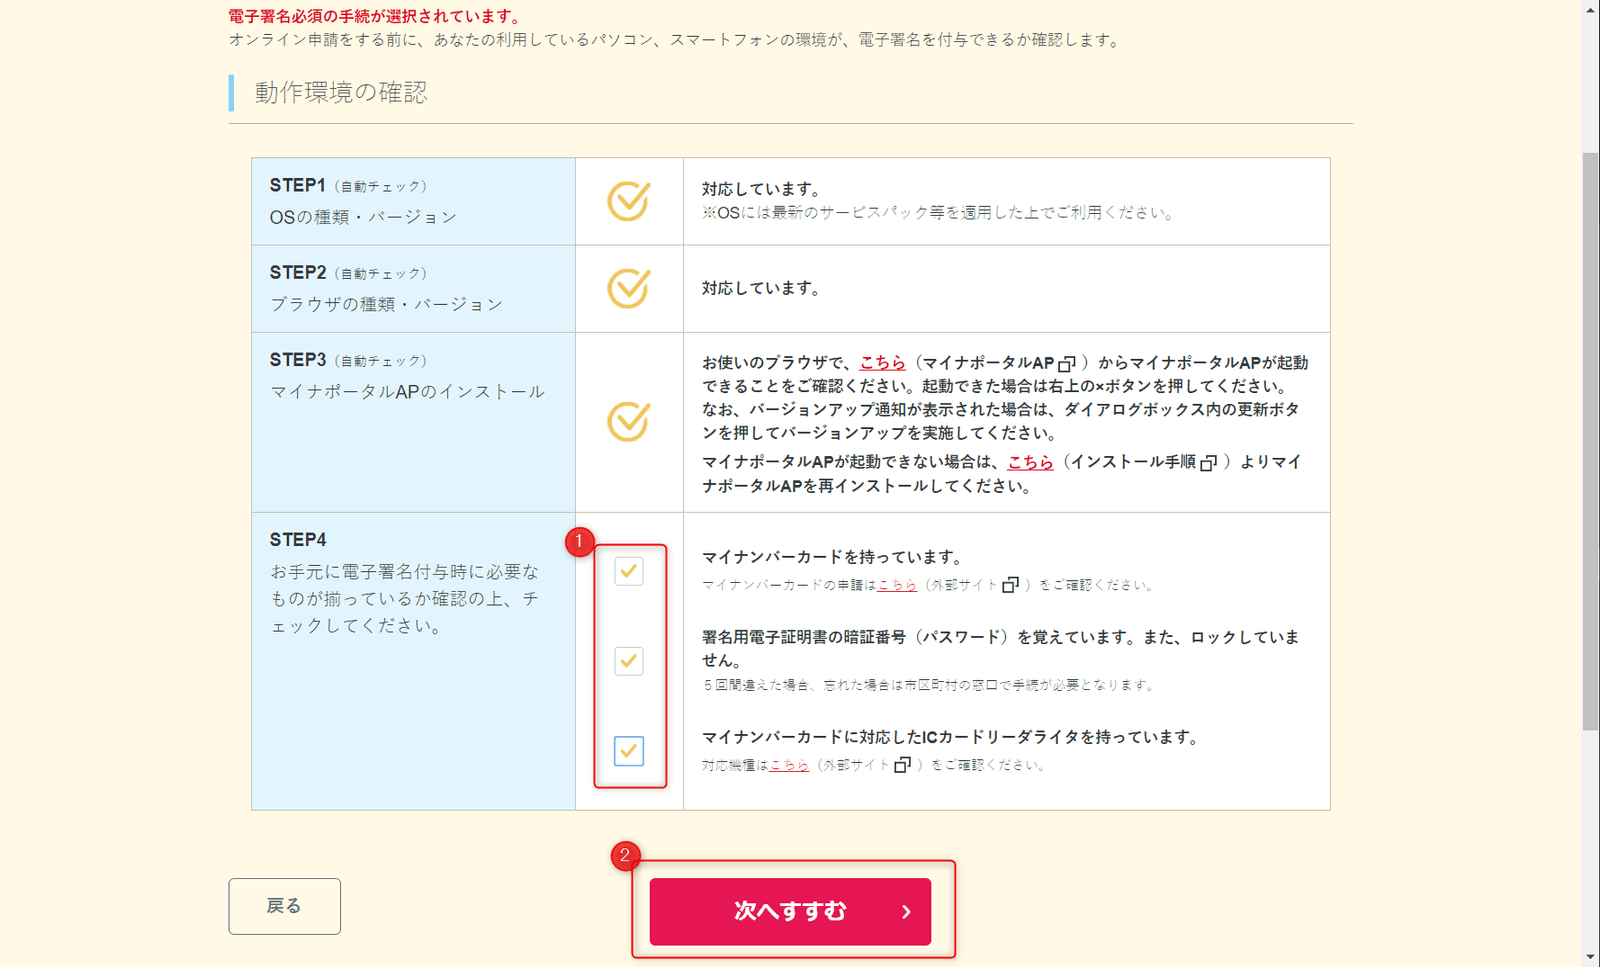 電子署名必須の手続が選択されています。
オンライン申請をする前に、あなたの利用しているパソコン、スマートフォンの環境が、電子署名を付与できるか確認します。
動作環境の確認
STEP1（自動チェック）
OSの種類・バージョン
対応しています。
※OSには最新のサービスパック等を適用した上でご利用ください。
STEP2（自動チェック）
ブラウザの種類・バージョン
対応しています。
STEP3（自動チェック）
マイナポータルAPのインストール
お使いのブラウザで、こちら（マイナポータルAP）からマイナポータルAPが起動
できることをご確認ください。起動できた場合は右上の×ボタンを押してください。
なお、バージョンアップ通知が表示された場合は、ダイアログボックス内の更新ボタ
ンを押してバージョンアップを実施してください。
マイナポータルAPが起動できない場合は、こちら（インストール手順）よりマイ
ナポータルAPを再インストールしてください。
STEP4
お手元に電子署名付与時に必要な
ものが揃っているか確認の上、チ
ェックしてください。
1
マイナンバーカードを持っています。
マイナンバーカードの申請はこちら（外部サイト）をご確認ください。
署名用電子証明書の暗証番号（パスワード）を覚えています。また、ロックしていま
せん。
５回間違えた場合、忘れた場合は市区町村の窓口で手続が必要となります。
マイナンバーカードに対応したICカードリーダライタを持っています。
対応機種はこちら（外部サイト）をご確認ください。
2
戻る
次へすすむ